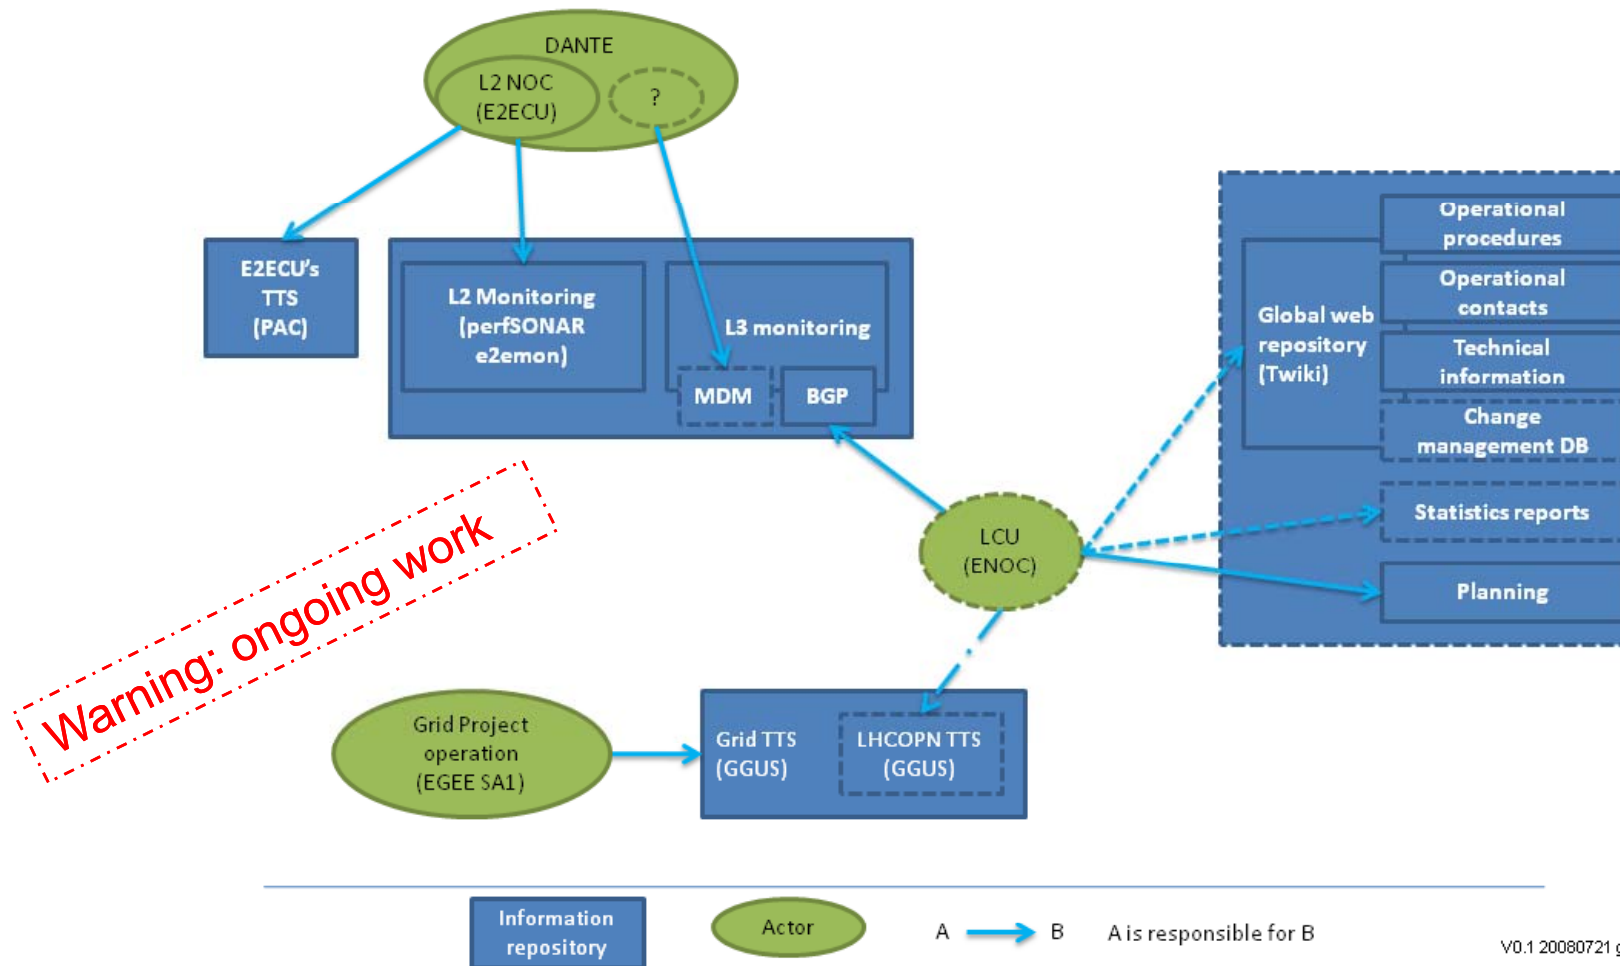 DANTE
L2 NOC
(E2ECU)
?
E2ECU's
TTS
(PAC)
L2 Monitoring
(perfSONAR
e2emon)
L3 monitoring
MDM
BGP
Operational
procedures
Operational
contacts
Global web
repository
(Twiki)
Technical
information
Change
management DB
Statistics reports
Planning
LCU
(ENOC)
Warning: ongoing work
Grid Project
operation
(EGEE SA1)
Grid TTS
(GGUS)
LHCOPN TTS
(GGUS)
Information
repository
Actor
A
B
A is responsible for B
V0.1 20080721 g